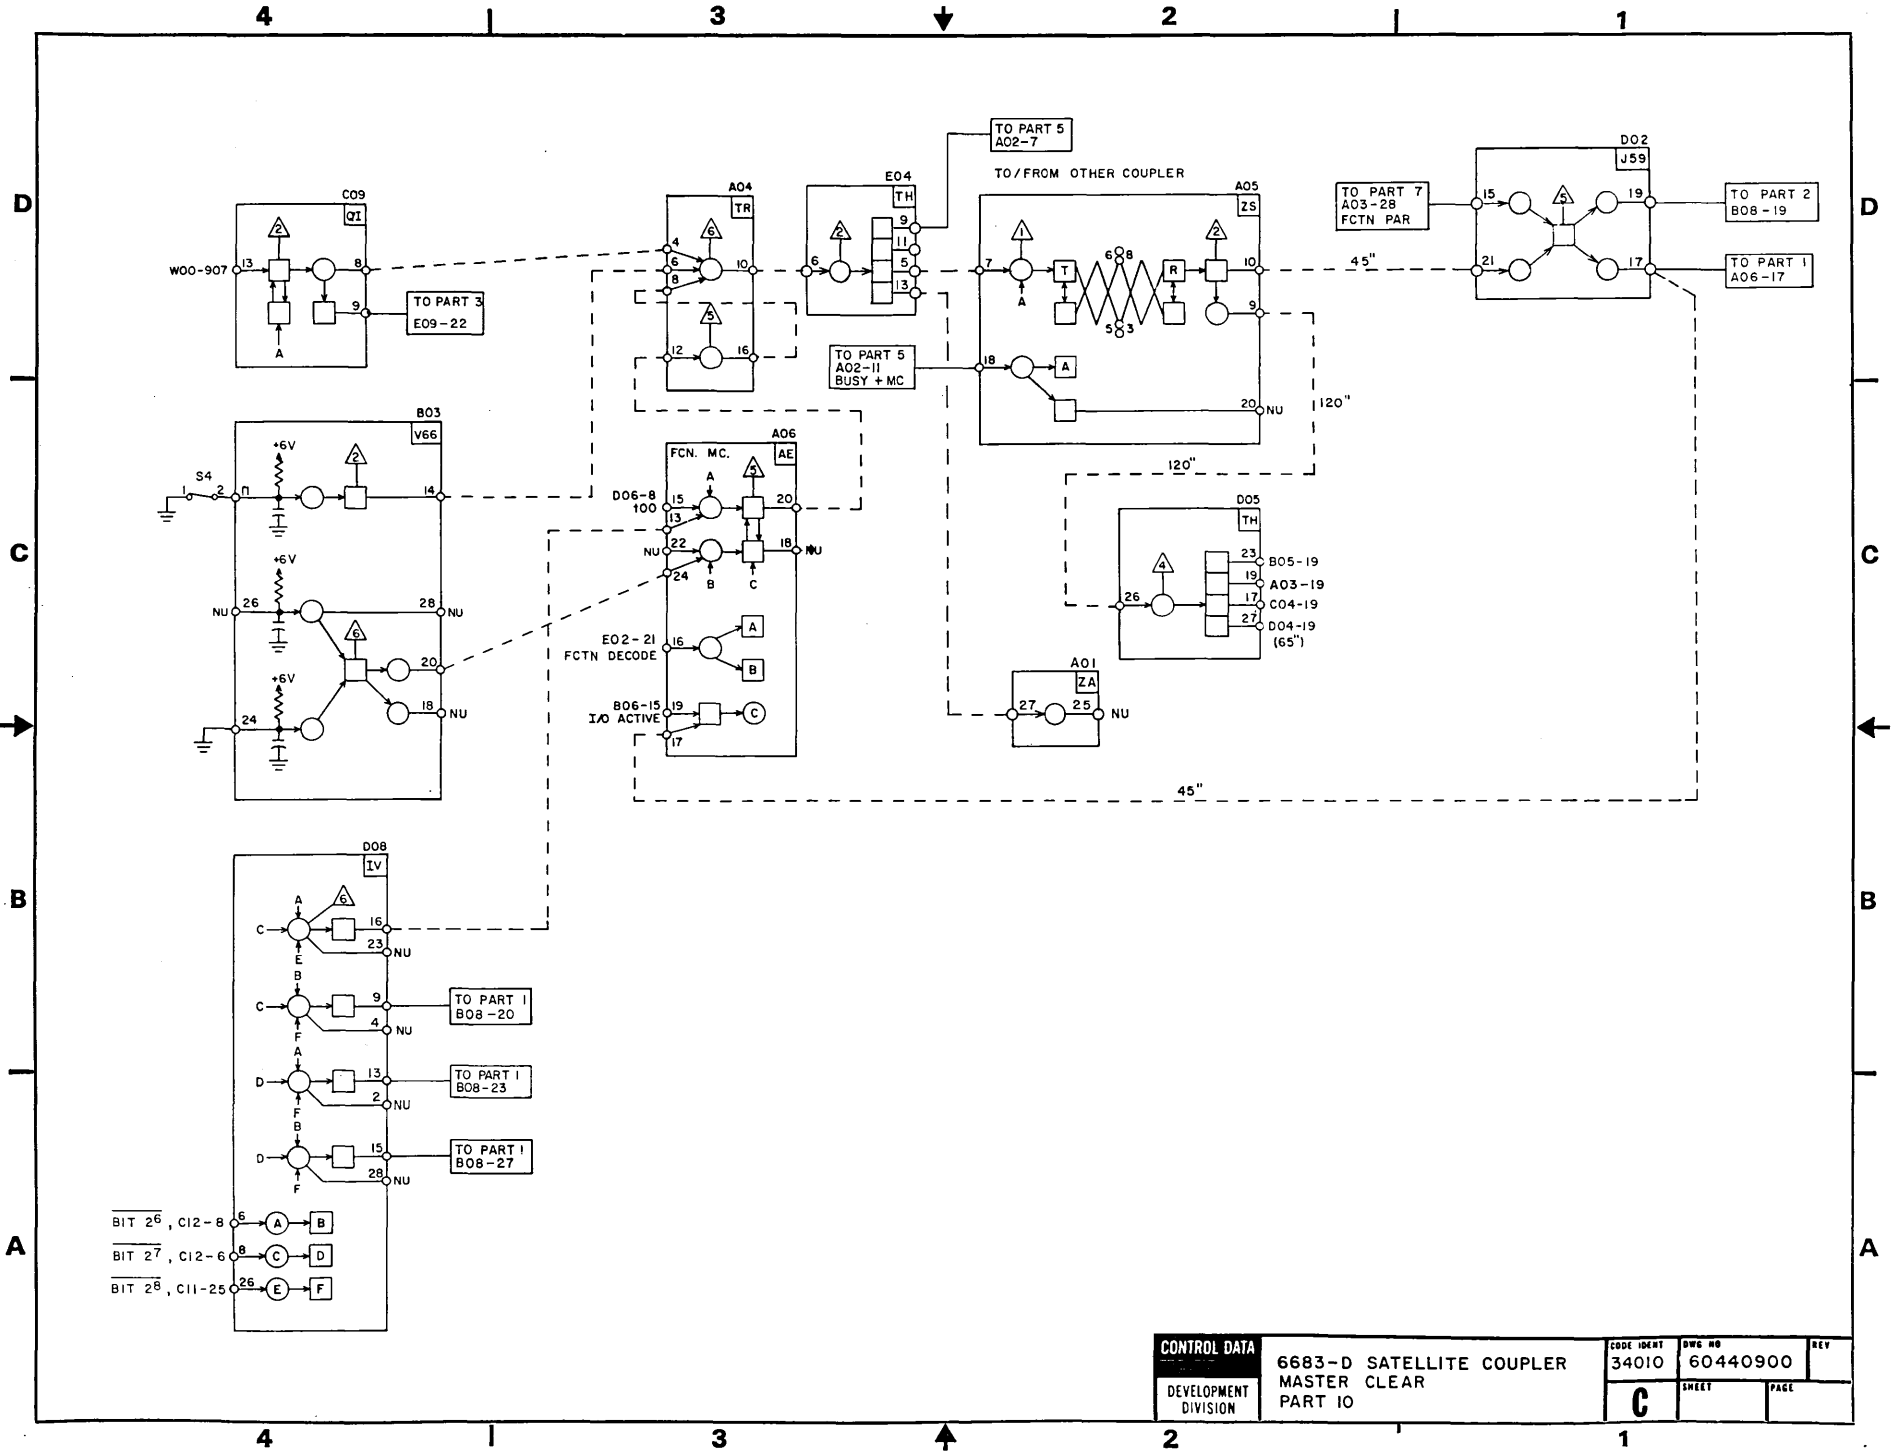 4 3 2 1
D
C
B
A
D
C
B
A
C09
QI
2
W00-907 13
8
9
A
TO PART 3
E09-22
A04
TR
4
6
8
6
10
5
12
16
E04
TH
2
6
9
11
5
13
TO PART 5
A02-7
TO/FROM OTHER COUPLER
A05
ZS
1
2
7
A
T
R
6 8
5 3
10
9
TO PART 5
A02-11
BUSY + MC
18
A
20 NU
120"
120"
45"
TO PART 7
A03-28
FCTN PAR
D02
J59
15
5
19
21
17
TO PART 2
B08-19
TO PART 1
A06-17
B03
V66
+6V
2
S4
1 2
14
+6V
NU 26
28 NU
6
20
+6V
18 NU
24
A06
AE
FCN. MC.
A
5
D06-8
100
15
13
20
NU 22
24
18 NU
B C
E02-21
FCTN DECODE
16
A
B
B06-15
I/O ACTIVE
19
C
17
D05
TH
4
26
23 B05-19
19 A03-19
17 C04-19
27 D04-19
(65")
A01
ZA
27 25 NU
45"
D08
IV
A
6
C
16
23 NU
E
B
C
9
4 NU
F
TO PART 1
B08-20
A
D
13
2 NU
F
TO PART 1
B08-23
B
D
15
28 NU
F
TO PART 1
B08-27
BIT 2⁶, C12-8 6 A B
BIT 2⁷, C12-6 8 C D
BIT 2⁸, C11-25 26 E F
CONTROL DATA
DEVELOPMENT
DIVISION
6683-D SATELLITE COUPLER
MASTER CLEAR
PART 10
CODE IDENT
34010
DWG NO
60440900
REV
C
SHEET
PAGE
4 3 2 1